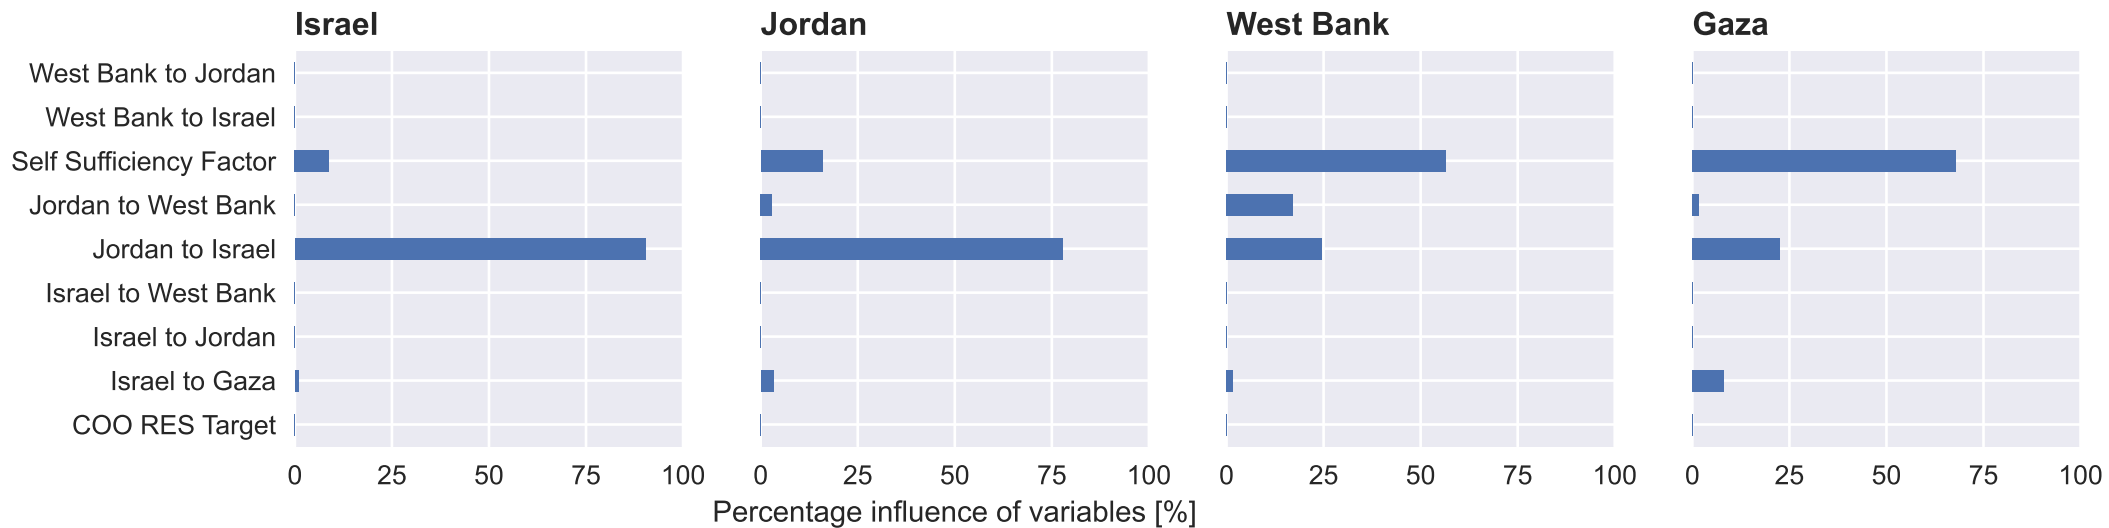 Israel Jordan West Bank Gaza
West Bank to Jordan
West Bank to Israel
Self Sufficiency Factor
Jordan to West Bank
Jordan to Israel
Israel to West Bank
Israel to Jordan
Israel to Gaza
COO RES Target
0 25 50 75 100 0 25 50 75 100 0 25 50 75 100 0 25 50 75 100
Percentage influence of variables [%]